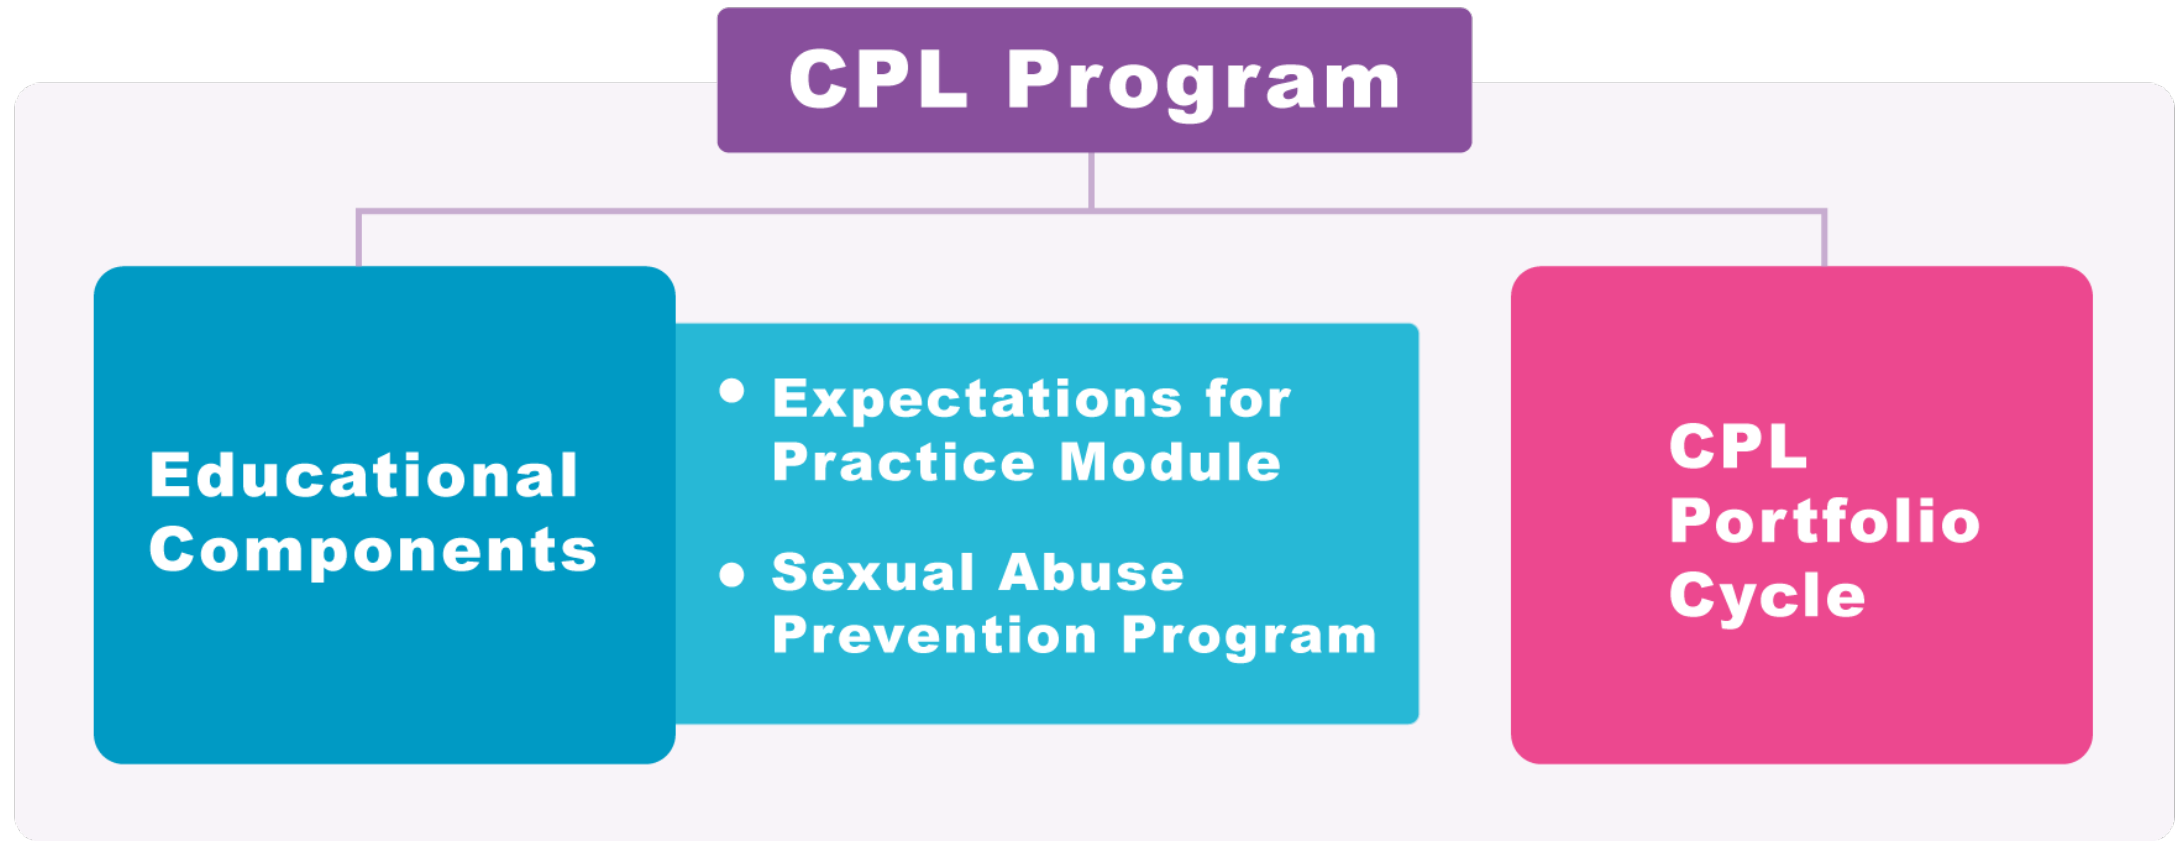 CPL Program
Educational
Components
• Expectations for
Practice Module
• Sexual Abuse
Prevention Program
CPL
Portfolio
Cycle